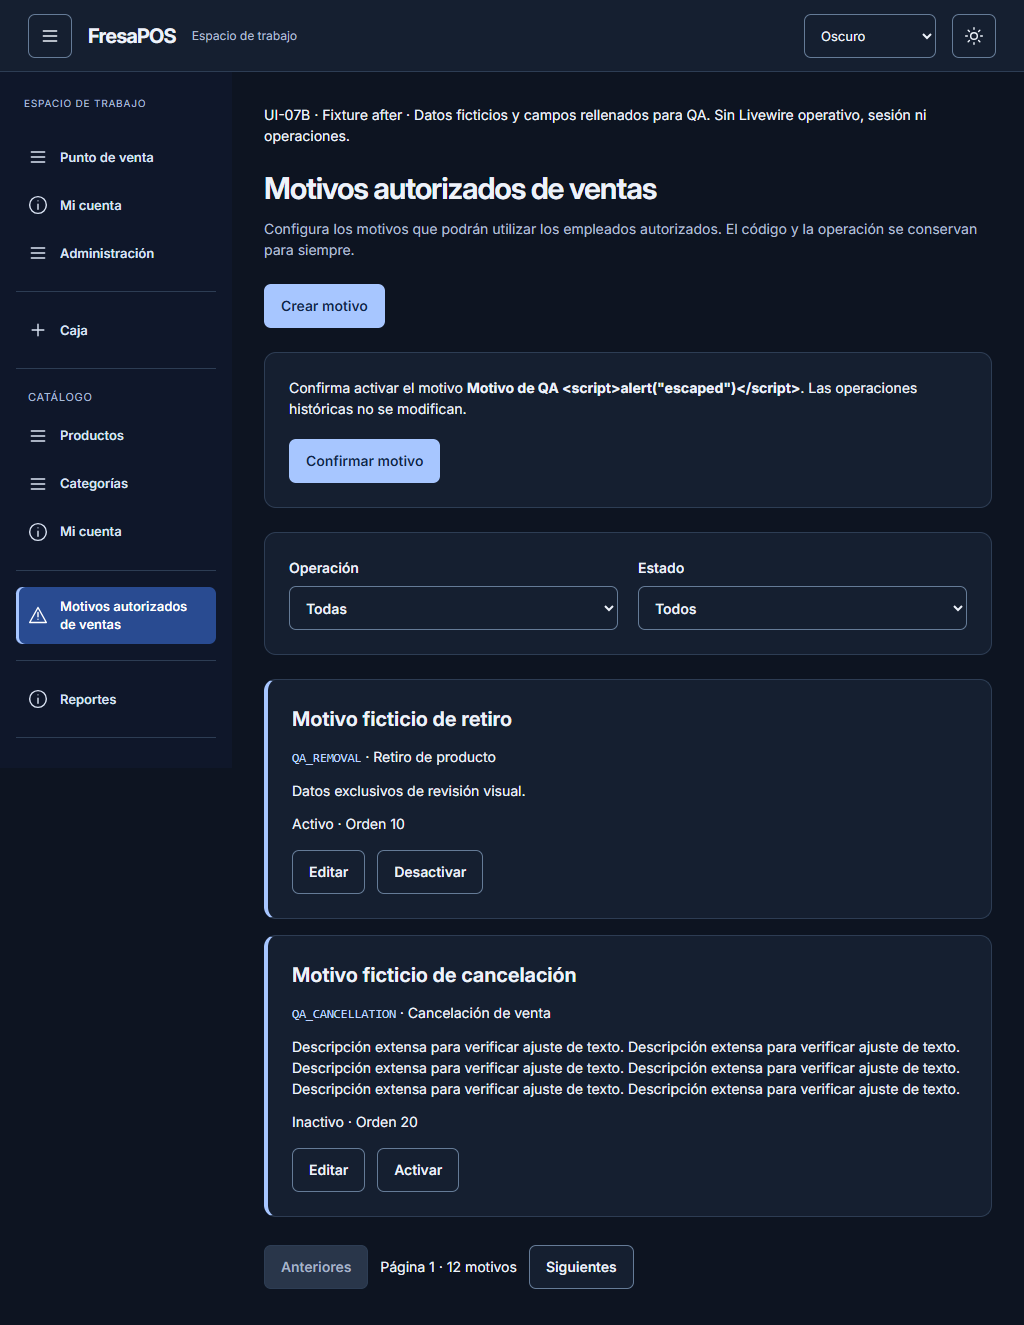 FresaPOS
Espacio de trabajo
Oscuro
ESPACIO DE TRABAJO
Punto de venta
Mi cuenta
Administración
Caja
CATÁLOGO
Productos
Categorías
Mi cuenta
Motivos autorizados
de ventas
Reportes
UI-07B · Fixture after · Datos ficticios y campos rellenados para QA. Sin Livewire operativo, sesión ni
operaciones.
Motivos autorizados de ventas
Configura los motivos que podrán utilizar los empleados autorizados. El código y la operación se conservan
para siempre.
Crear motivo
Confirma activar el motivo Motivo de QA <script>alert("escaped")</script>. Las operaciones
históricas no se modifican.
Confirmar motivo
Operación
Todas
Estado
Todos
Motivo ficticio de retiro
QA_REMOVAL · Retiro de producto
Datos exclusivos de revisión visual.
Activo · Orden 10
Editar
Desactivar
Motivo ficticio de cancelación
QA_CANCELLATION · Cancelación de venta
Descripción extensa para verificar ajuste de texto. Descripción extensa para verificar ajuste de texto.
Descripción extensa para verificar ajuste de texto. Descripción extensa para verificar ajuste de texto.
Descripción extensa para verificar ajuste de texto. Descripción extensa para verificar ajuste de texto.
Inactivo · Orden 20
Editar
Activar
Anteriores
Página 1 · 12 motivos
Siguientes